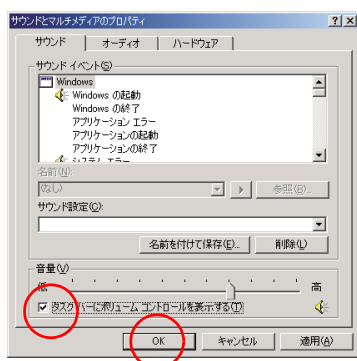 サウンドとマルチメディアのプロパティ
サウンド オーディオ ハードウェア
サウンド イベント(S)
Windows
Windows の起動
Windows の終了
アプリケーション エラー
アプリケーションの起動
アプリケーションの終了
システム エラー
名前(N):
(なし) 参照(B)...
サウンド設定(C):
名前を付けて保存(E)... 削除(L)
音量(V)
低 高
タスク バーにボリューム コントロールを表示する(T)
OK キャンセル 適用(A)